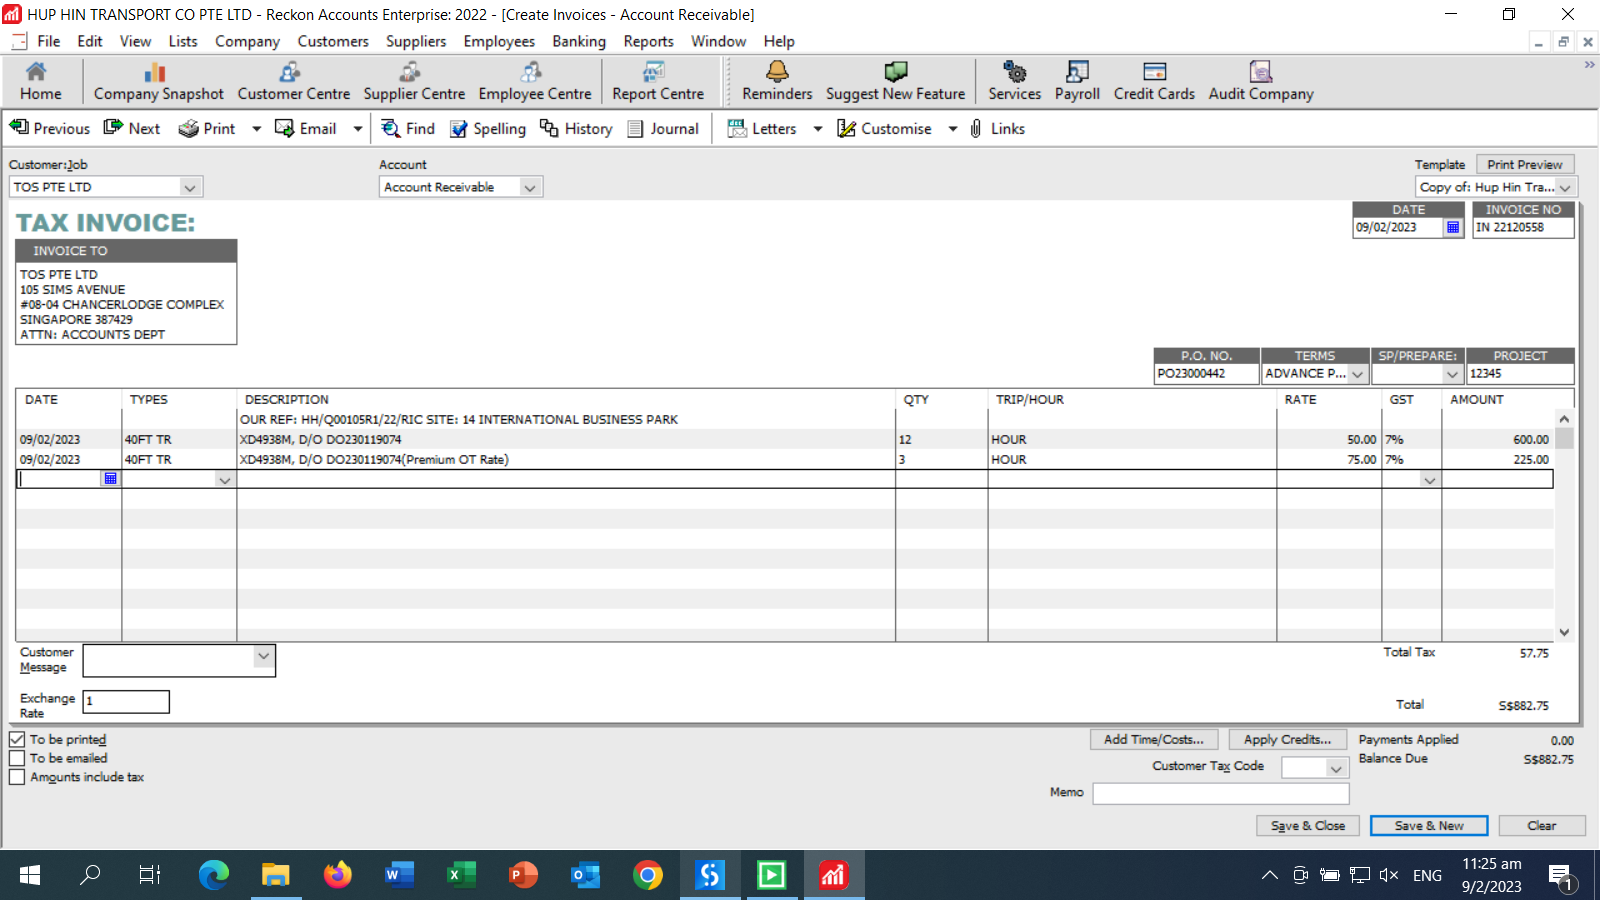 HUP HIN TRANSPORT CO PTE LTD - Reckon Accounts Enterprise: 2022 - [Create Invoices - Account Receivable]
File Edit View Lists Company Customers Suppliers Employees Banking Reports Window Help
Home Company Snapshot Customer Centre Supplier Centre Employee Centre Report Centre Reminders Suggest New Feature Services Payroll Credit Cards Audit Company
Previous Next Print Email Find Spelling History Journal Letters Customise Links
Customer:Job Account Template Print Preview
TOS PTE LTD Account Receivable Copy of: Hup Hin Tra...
TAX INVOICE:
DATE INVOICE NO
09/02/2023 IN 22120558
INVOICE TO
TOS PTE LTD
105 SIMS AVENUE
#08-04 CHANCERLODGE COMPLEX
SINGAPORE 387429
ATTN: ACCOUNTS DEPT
P.O. NO. TERMS SP/PREPARE: PROJECT
PO23000442 ADVANCE P... 12345
DATE TYPES DESCRIPTION QTY TRIP/HOUR RATE GST AMOUNT
OUR REF: HH/Q00105R1/22/RIC SITE: 14 INTERNATIONAL BUSINESS PARK
09/02/2023 40FT TR XD4938M, D/O DO230119074 12 HOUR 50.00 7% 600.00
09/02/2023 40FT TR XD4938M, D/O DO230119074(Premium OT Rate) 3 HOUR 75.00 7% 225.00
Customer Message Total Tax 57.75
Exchange Rate 1 Total S$882.75
To be printed Add Time/Costs... Apply Credits... Payments Applied 0.00
To be emailed Customer Tax Code Balance Due S$882.75
Amounts include tax
Memo
Save & Close Save & New Clear
ENG 11:25 am
9/2/2023
1